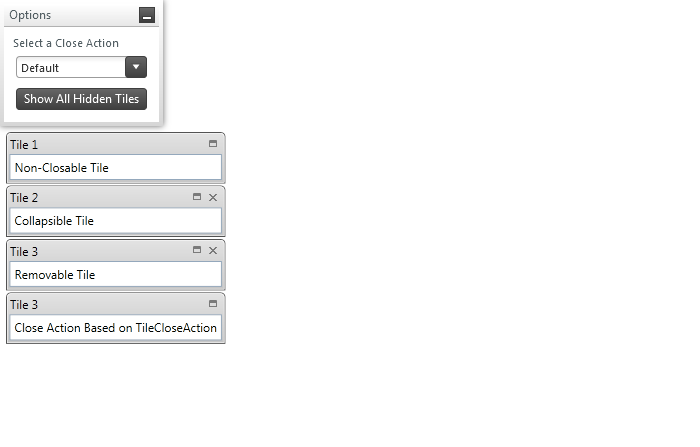 Options
Select a Close Action
Default
Show All Hidden Tiles
Tile 1
Non-Closable Tile
Tile 2
Collapsible Tile
Tile 3
Removable Tile
Tile 3
Close Action Based on TileCloseAction